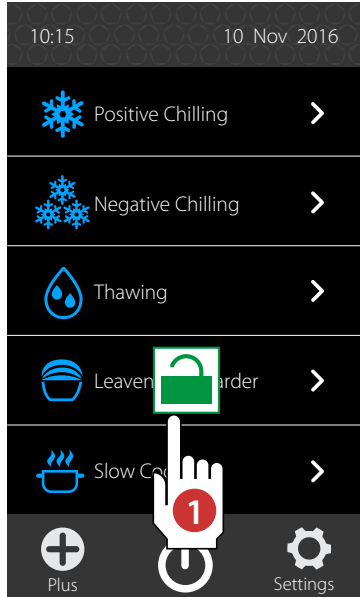 10:15 10 Nov 2016
Positive Chilling
Negative Chilling
Thawing
Leaven arder
Slow Co
1
Plus Settings